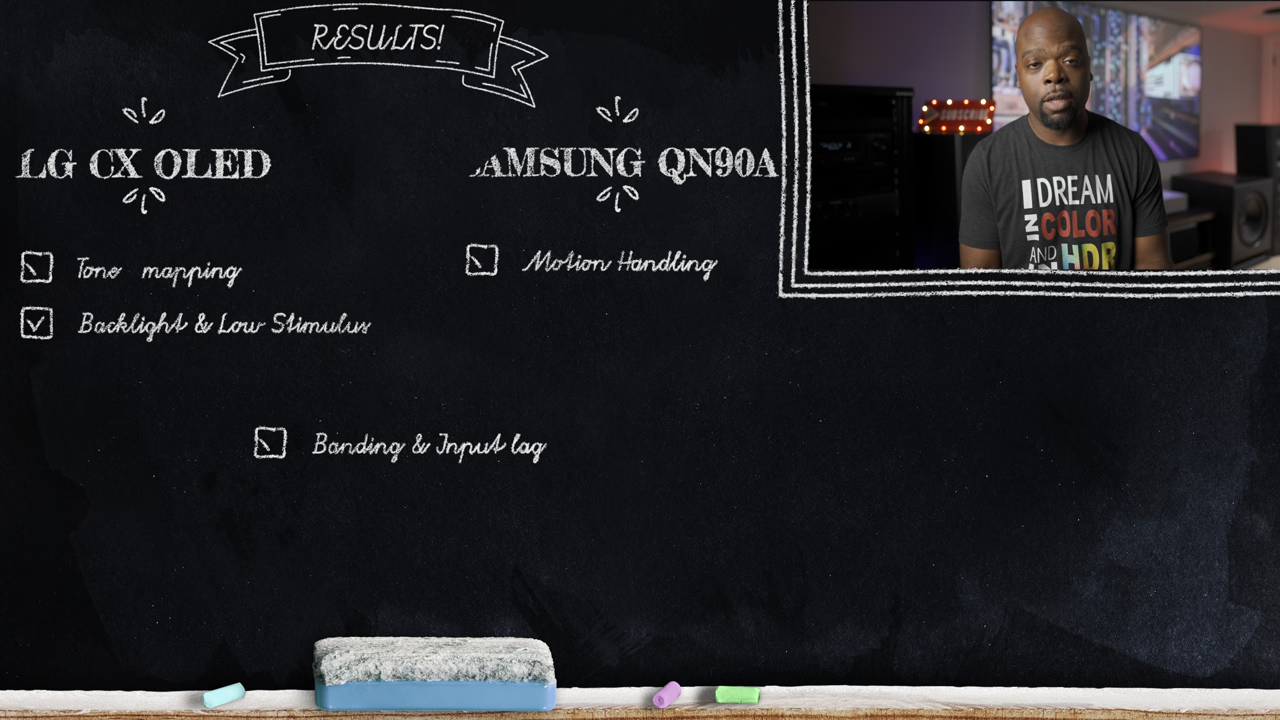 RESULTS!
LG CX OLED
AMSUNG QN90A
Tone mapping
Motion Handling
Backlight & Low Stimulus
Banding & Input lag
SUBSCRIBE
I DREAM
IN COLOR
AND HDR